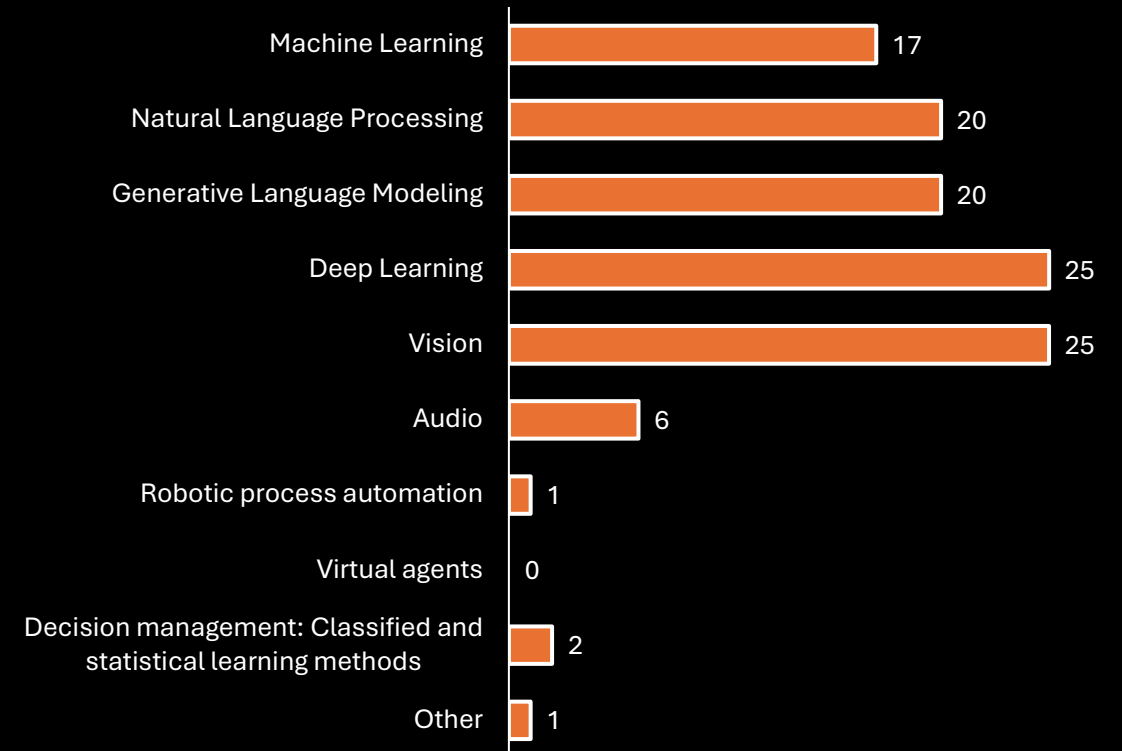 Machine Learning 17
Natural Language Processing 20
Generative Language Modeling 20
Deep Learning 25
Vision 25
Audio 6
Robotic process automation 1
Virtual agents 0
Decision management: Classified and
statistical learning methods 2
Other 1